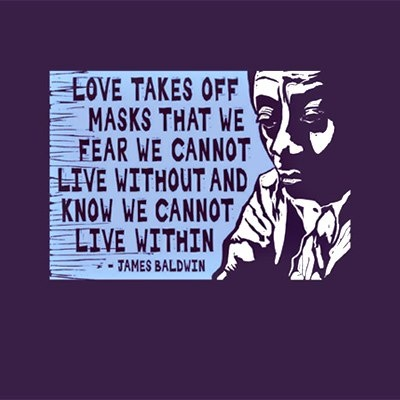 LOVE TAKES OFF
MASKS THAT WE
FEAR WE CANNOT
LIVE WITHOUT AND
KNOW WE CANNOT
LIVE WITHIN
- JAMES BALDWIN